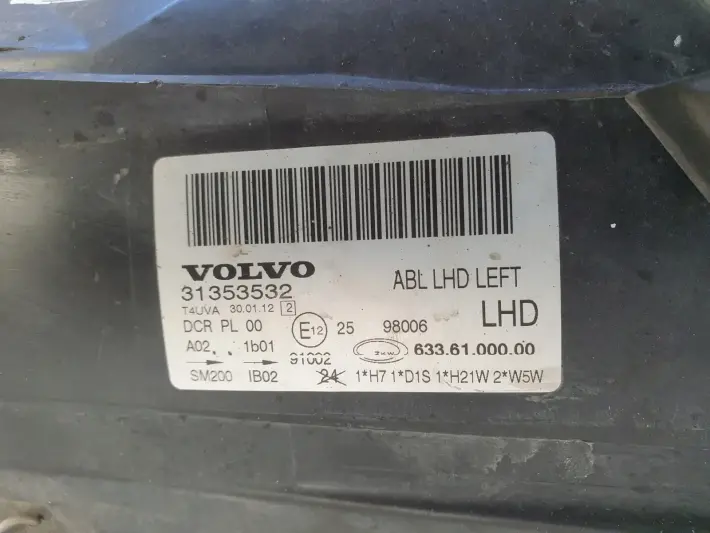 VOLVO
ABL LHD LEFT
31353532
T4UVA 30.01.12 2
LHD
DCR PL 00 E12 25 98006
A02 1b01 91002 ZKW 633.61.000.00
SM200 IB02 24 1*H7 1*D1S 1*H21W 2*W5W